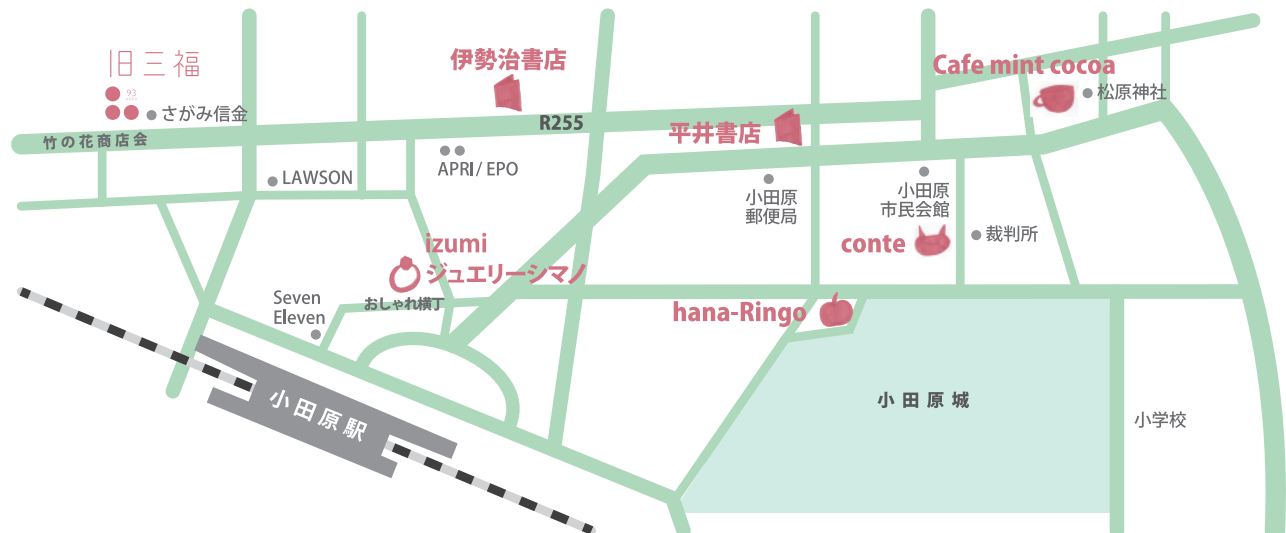 旧三福
93
さがみ信金
竹の花商店会
伊勢治書店
R255
平井書店
Cafe mint cocoa
松原神社
LAWSON
APRI / EPO
小田原
郵便局
小田原
市民会館
conte
裁判所
izumi
ジュエリーシマノ
おしゃれ横丁
Seven
Eleven
hana-Ringo
小田原駅
小田原城
小学校